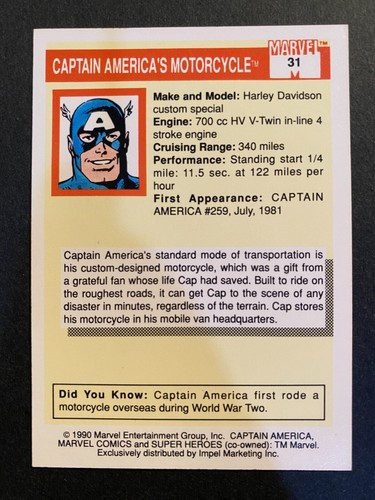 CAPTAIN AMERICA'S MOTORCYCLE™
MARVEL™
31
M
A
Make and Model: Harley Davidson
custom special
Engine: 700 cc HV V-Twin in-line 4
stroke engine
Cruising Range: 340 miles
Performance: Standing start 1/4
mile: 11.5 sec. at 122 miles per
hour
First Appearance: CAPTAIN
AMERICA #259, July, 1981
Captain America's standard mode of transportation is
his custom-designed motorcycle, which was a gift from
a grateful fan whose life Cap had saved. Built to ride on
the roughest roads, it can get Cap to the scene of any
disaster in minutes, regardless of the terrain. Cap stores
his motorcycle in his mobile van headquarters.
Did You Know: Captain America first rode a
motorcycle overseas during World War Two.
© 1990 Marvel Entertainment Group, Inc. CAPTAIN AMERICA,
MARVEL COMICS and SUPER HEROES (co-owned): TM Marvel.
Exclusively distributed by Impel Marketing Inc.